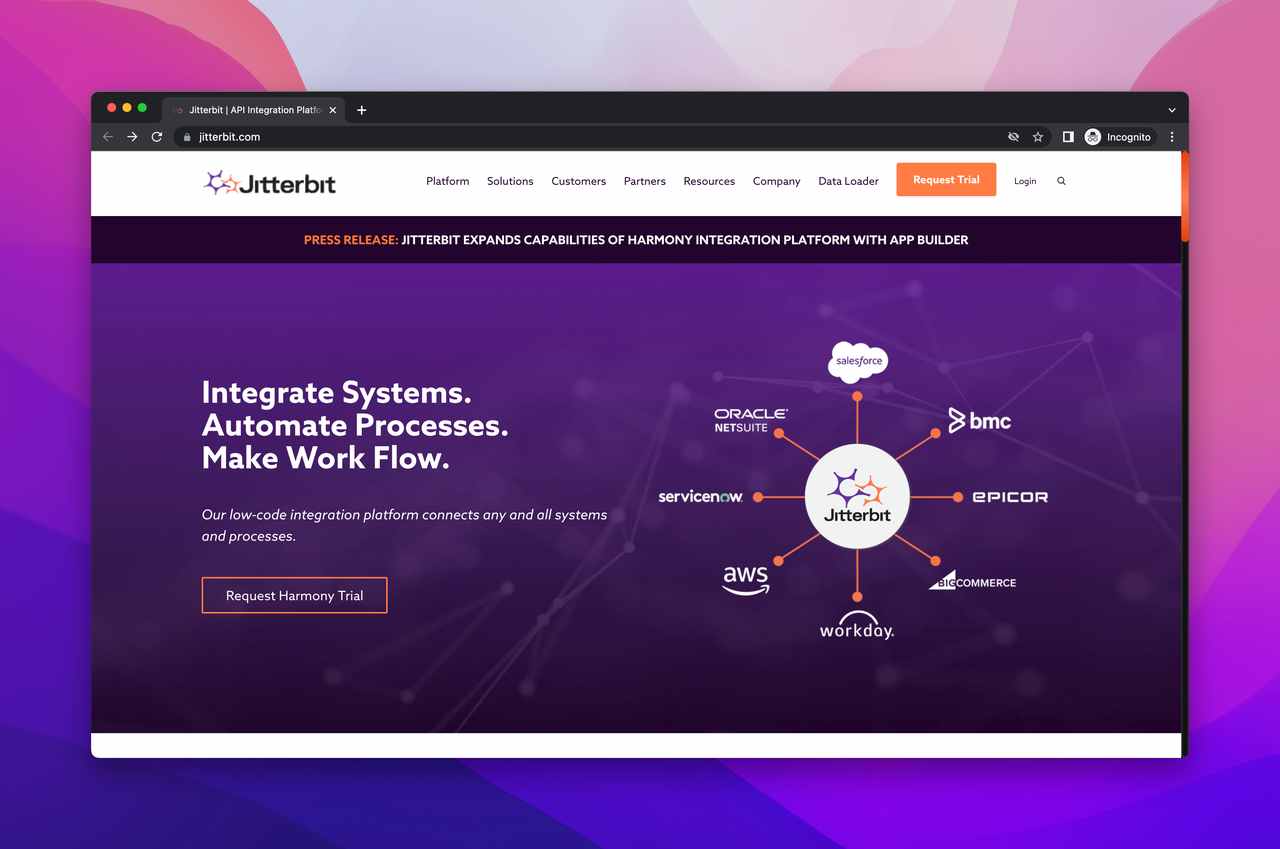 Jitterbit | API Integration Platfo
jitterbit.com
Incognito
Jitterbit
Platform
Solutions
Customers
Partners
Resources
Company
Data Loader
Request Trial
Login
PRESS RELEASE: JITTERBIT EXPANDS CAPABILITIES OF HARMONY INTEGRATION PLATFORM WITH APP BUILDER
Integrate Systems.
Automate Processes.
Make Work Flow.
Our low-code integration platform connects any and all systems
and processes.
Request Harmony Trial
salesforce
ORACLE®
NETSUITE
bmc
servicenow
Jitterbit
EPICOR
aws
BIGCOMMERCE
workday.